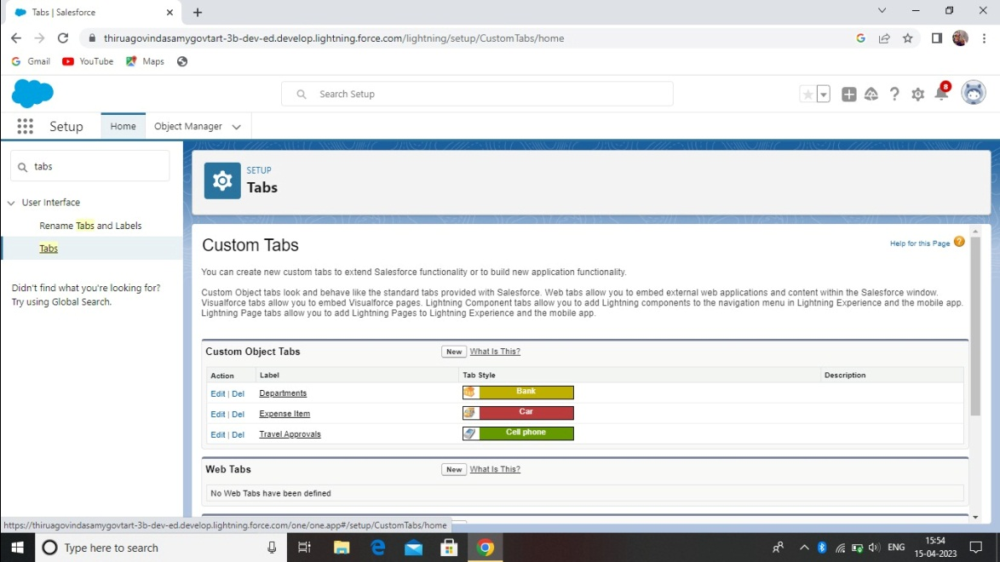 Tabs | Salesforce
thiruagovindasamygovtart-3b-dev-ed.develop.lightning.force.com/lightning/setup/CustomTabs/home
Gmail YouTube Maps
Search Setup
8
Setup Home Object Manager
tabs
User Interface
Rename Tabs and Labels
Tabs
Didn't find what you're looking for?
Try using Global Search.
SETUP
Tabs
Custom Tabs
Help for this Page ?
You can create new custom tabs to extend Salesforce functionality or to build new application functionality.
Custom Object tabs look and behave like the standard tabs provided with Salesforce. Web tabs allow you to embed external web applications and content within the Salesforce window.
Visualforce tabs allow you to embed Visualforce pages. Lightning Component tabs allow you to add Lightning components to the navigation menu in Lightning Experience and the mobile app.
Lightning Page tabs allow you to add Lightning Pages to Lightning Experience and the mobile app.
Custom Object Tabs New What Is This?
Action Label Tab Style Description
Edit | Del Departments Bank
Edit | Del Expense Item Car
Edit | Del Travel Approvals Cell phone
Web Tabs New What Is This?
No Web Tabs have been defined
https://thiruagovindasamygovtart-3b-dev-ed.develop.lightning.force.com/one/one.app#/setup/CustomTabs/home
Type here to search
ENG
15:54
15-04-2023